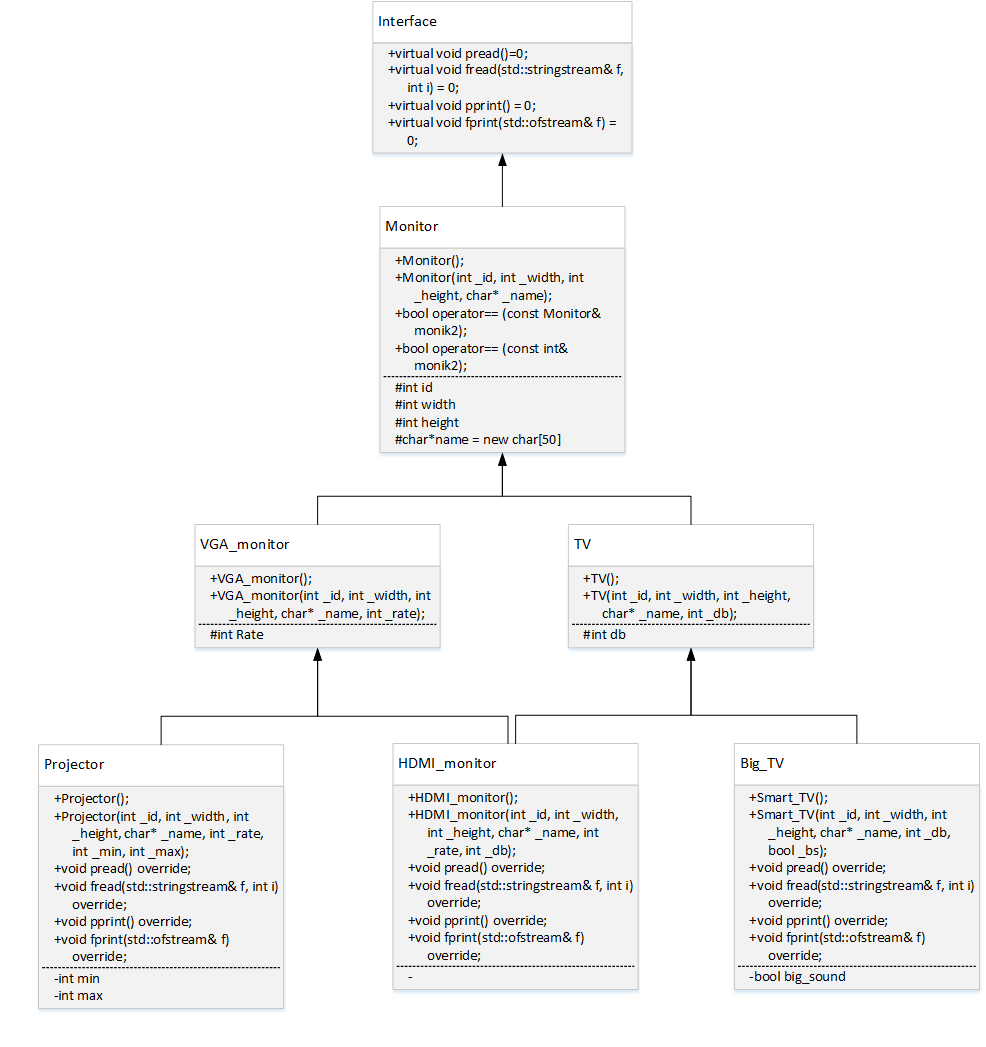 Interface
+virtual void pread()=0;
+virtual void fread(std::stringstream& f,
int i) = 0;
+virtual void pprint() = 0;
+virtual void fprint(std::ofstream& f) =
0;
Monitor
+Monitor();
+Monitor(int _id, int _width, int
_height, char* _name);
+bool operator== (const Monitor&
monik2);
+bool operator== (const int&
monik2);
#int id
#int width
#int height
#char*name = new char[50]
VGA_monitor
+VGA_monitor();
+VGA_monitor(int _id, int _width, int
_height, char* _name, int _rate);
#int Rate
TV
+TV();
+TV(int _id, int _width, int _height,
char* _name, int _db);
#int db
Projector
+Projector();
+Projector(int _id, int _width, int
_height, char* _name, int _rate,
int _min, int _max);
+void pread() override;
+void fread(std::stringstream& f, int i)
override;
+void pprint() override;
+void fprint(std::ofstream& f)
override;
-int min
-int max
HDMI_monitor
+HDMI_monitor();
+HDMI_monitor(int _id, int _width,
int _height, char* _name, int
_rate, int _db);
+void pread() override;
+void fread(std::stringstream& f, int i)
override;
+void pprint() override;
+void fprint(std::ofstream& f)
override;
-
Big_TV
+Smart_TV();
+Smart_TV(int _id, int _width, int
_height, char* _name, int _db,
bool _bs);
+void pread() override;
+void fread(std::stringstream& f, int i)
override;
+void pprint() override;
+void fprint(std::ofstream& f)
override;
-bool big_sound